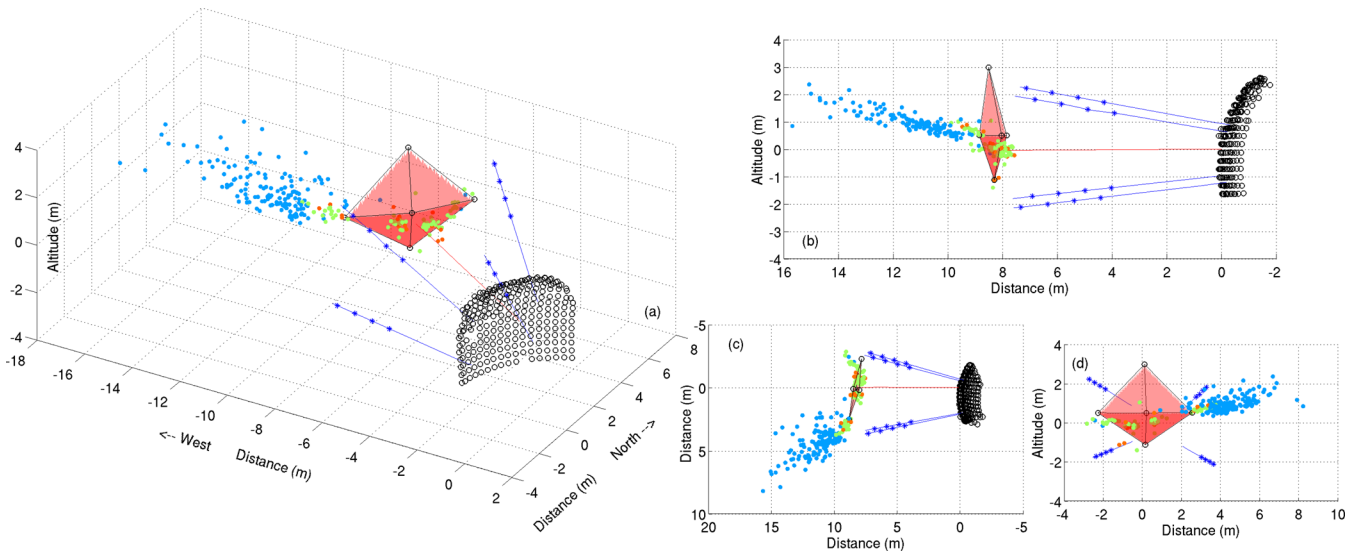 4
2
0
-2
-4
Altitude (m)
-18
-16
-14
-12
-10
-8
-6
-4
-2
0
2
<-- West Distance (m)
-4
-2
0
2
4
6
8
Distance (m) North -->
(a)
4
3
2
1
0
-1
-2
-3
-4
Altitude (m)
(b)
16 14 12 10 8 6 4 2 0 -2
Distance (m)
-5
0
5
10
Distance (m)
(c)
20 15 10 5 0 -5
Distance (m)
4
2
0
-2
-4
Altitude (m)
(d)
-4 -2 0 2 4 6 8 10
Distance (m)